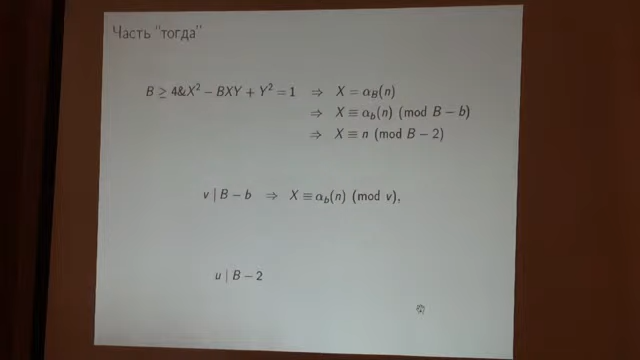 Часть "тогда"
B ≥ 4&X² − BXY + Y² = 1 ⇒ X = α_B(n)
⇒ X ≡ α_b(n) (mod B − b)
⇒ X ≡ n (mod B − 2)
v | B − b ⇒ X ≡ α_b(n) (mod v),
u | B − 2